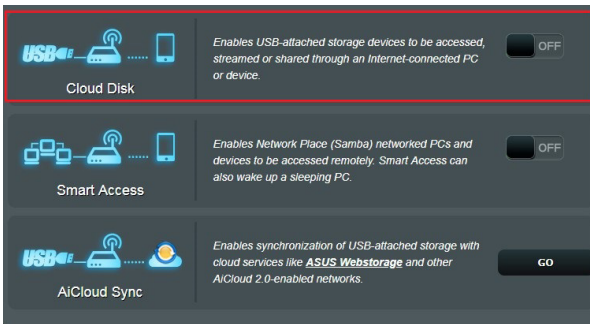 Enables USB-attached storage devices to be accessed,
streamed or shared through an Internet-connected PC
or device.
OFF
USB
Cloud Disk
Enables Network Place (Samba) networked PCs and
devices to be accessed remotely. Smart Access can
also wake up a sleeping PC.
OFF
Smart Access
Enables synchronization of USB-attached storage with
cloud services like ASUS Webstorage and other
AiCloud 2.0-enabled networks.
GO
USB
AiCloud Sync